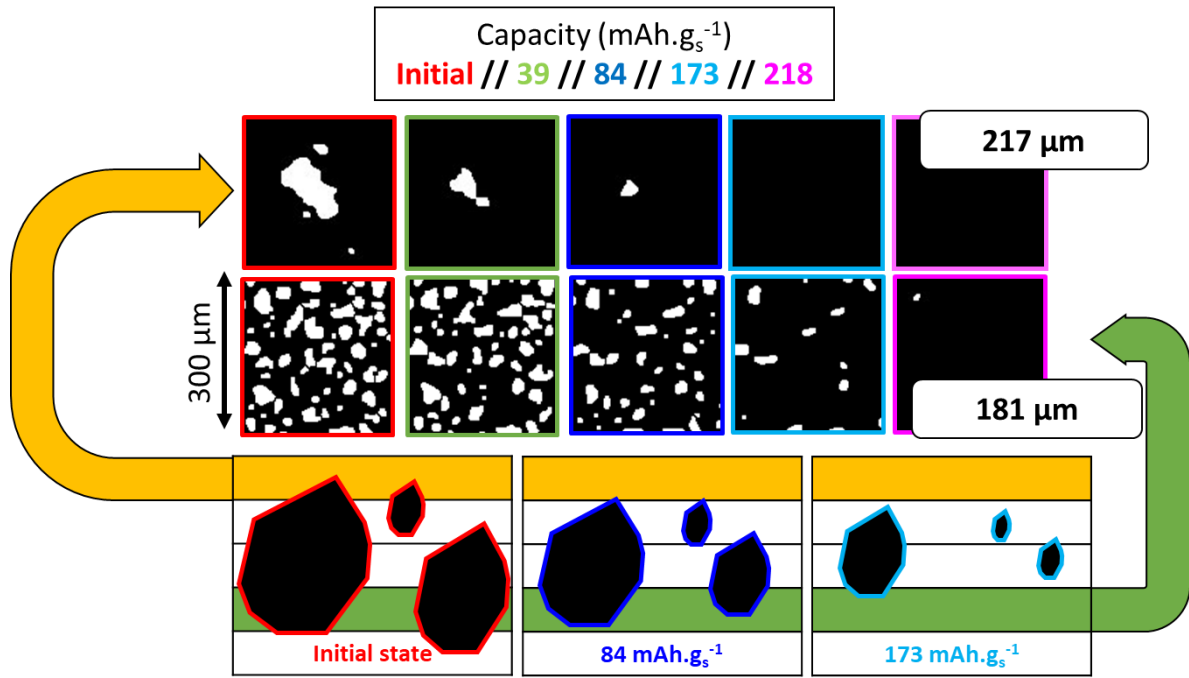 Capacity (mAh.gₛ⁻¹)
Initial // 39 // 84 // 173 // 218
217 µm
300 µm
181 µm
Initial state
84 mAh.gₛ⁻¹
173 mAh.gₛ⁻¹